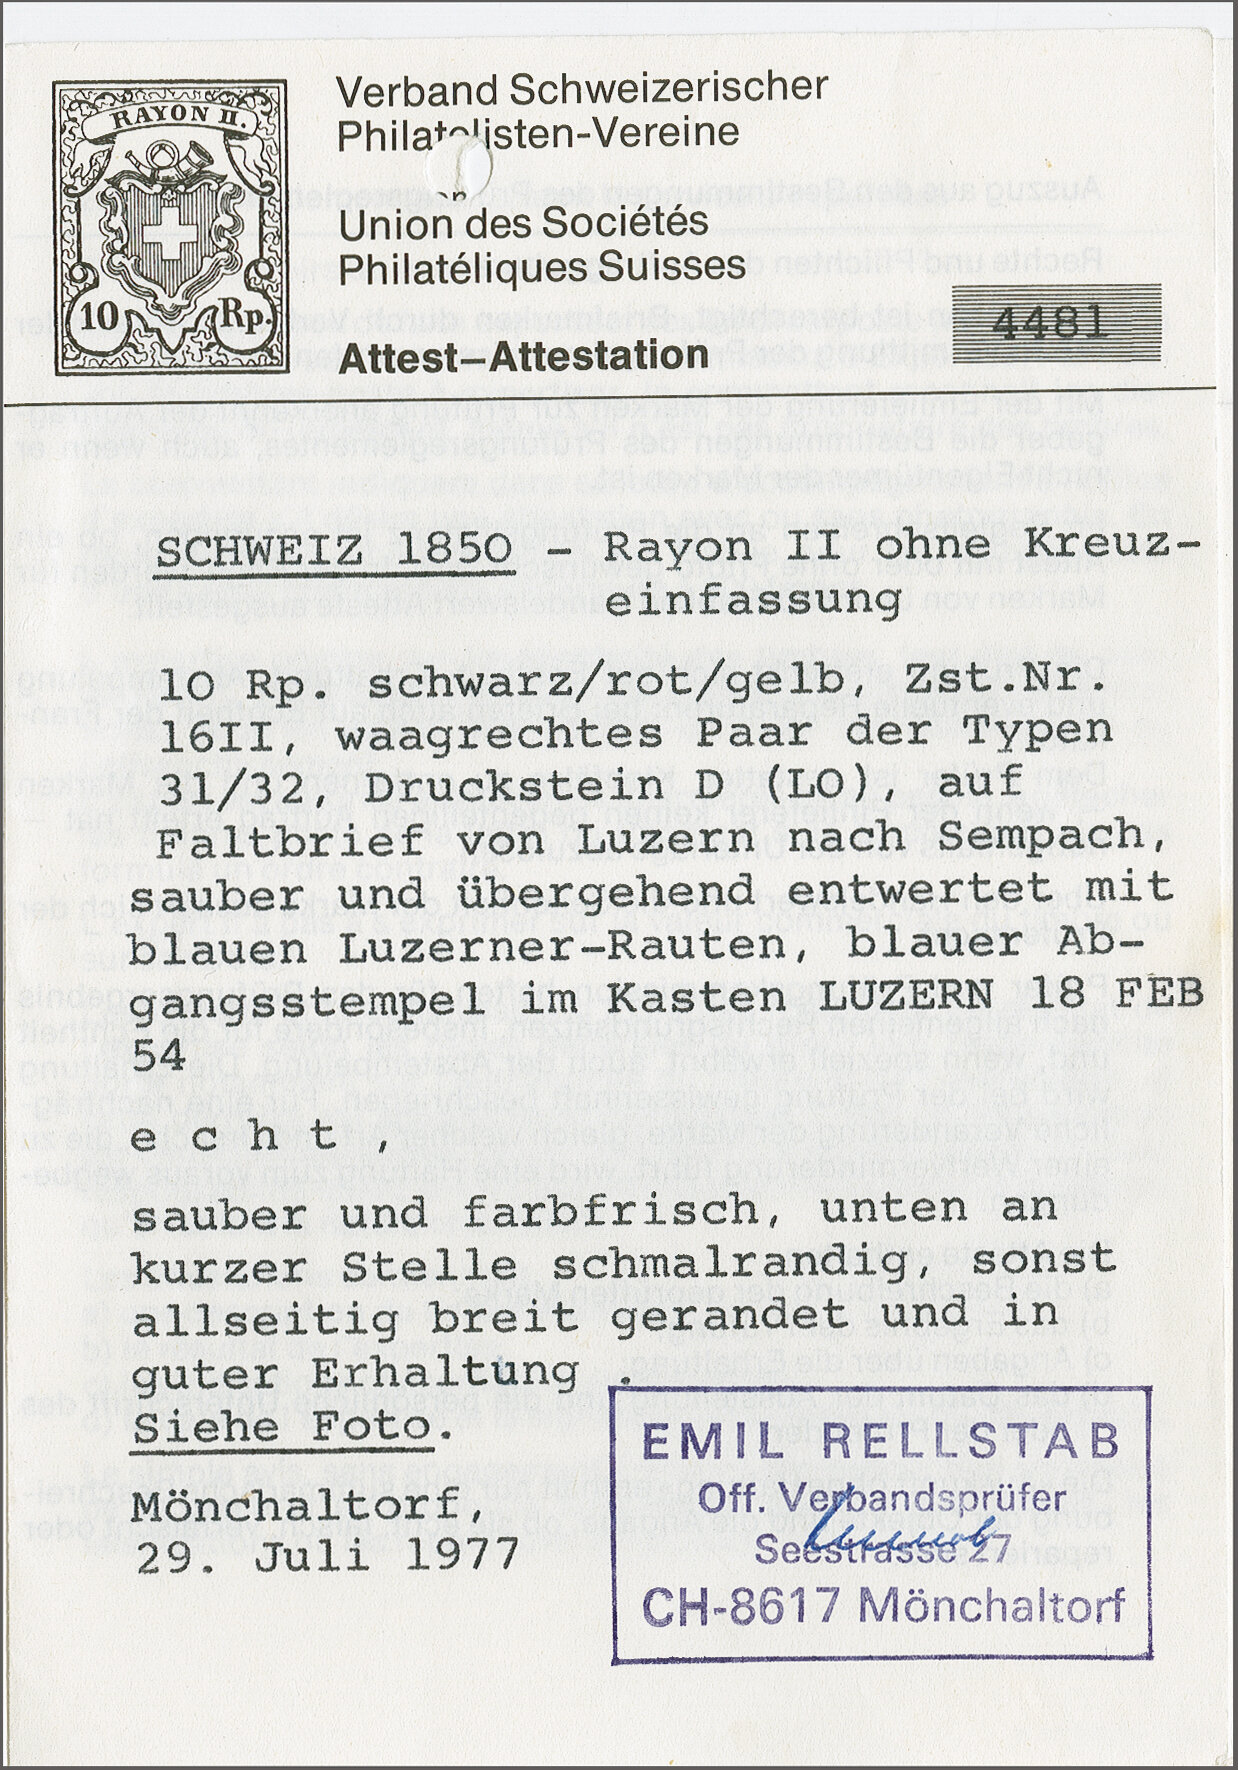 RAYON II.
10 Rp.
Verband Schweizerischer
Philatelisten-Vereine
Union des Sociétés
Philatéliques Suisses
Attest–Attestation
4481
SCHWEIZ 1850 - Rayon II ohne Kreuz-
einfassung
10 Rp. schwarz/rot/gelb, Zst.Nr.
16II, waagrechtes Paar der Typen
31/32, Druckstein D (LO), auf
Faltbrief von Luzern nach Sempach,
sauber und übergehend entwertet mit
blauen Luzerner-Rauten, blauer Ab-
gangsstempel im Kasten LUZERN 18 FEB
54
e c h t ,
sauber und farbfrisch, unten an
kurzer Stelle schmalrandig, sonst
allseitig breit gerandet und in
guter Erhaltung .
Siehe Foto.
Mönchaltorf,
29. Juli 1977
EMIL RELLSTAB
Off. Verbandsprüfer
Seestrasse 27
CH-8617 Mönchaltorf